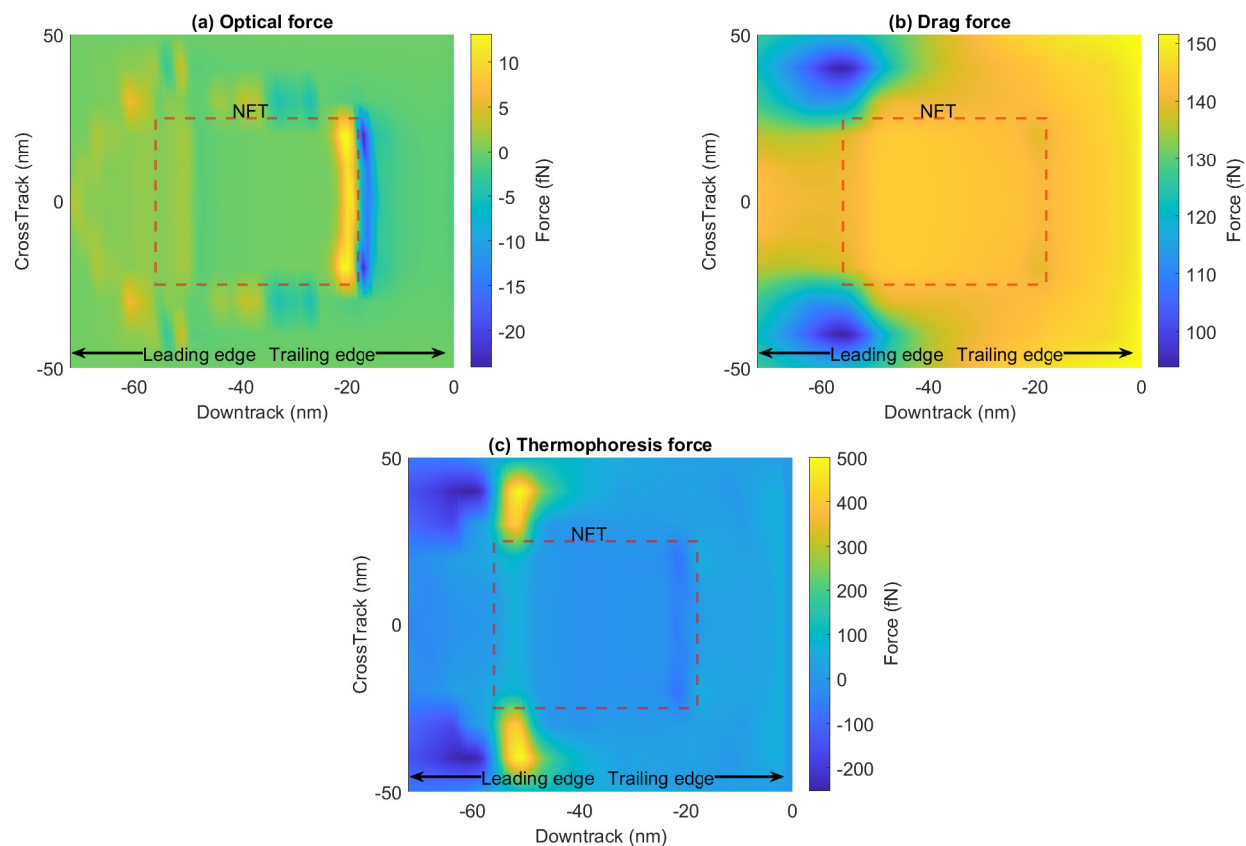 (a) Optical force
50
0
-50
CrossTrack (nm)
NFT
Leading edge Trailing edge
-60 -40 -20 0
Downtrack (nm)
10
5
0
-5
-10
-15
-20
Force (fN)
(b) Drag force
50
0
-50
CrossTrack (nm)
NFT
Leading edge Trailing edge
-60 -40 -20 0
Downtrack (nm)
150
140
130
120
110
100
Force (fN)
(c) Thermophoresis force
50
0
-50
CrossTrack (nm)
NFT
Leading edge Trailing edge
-60 -40 -20 0
Downtrack (nm)
500
400
300
200
100
0
-100
-200
Force (fN)